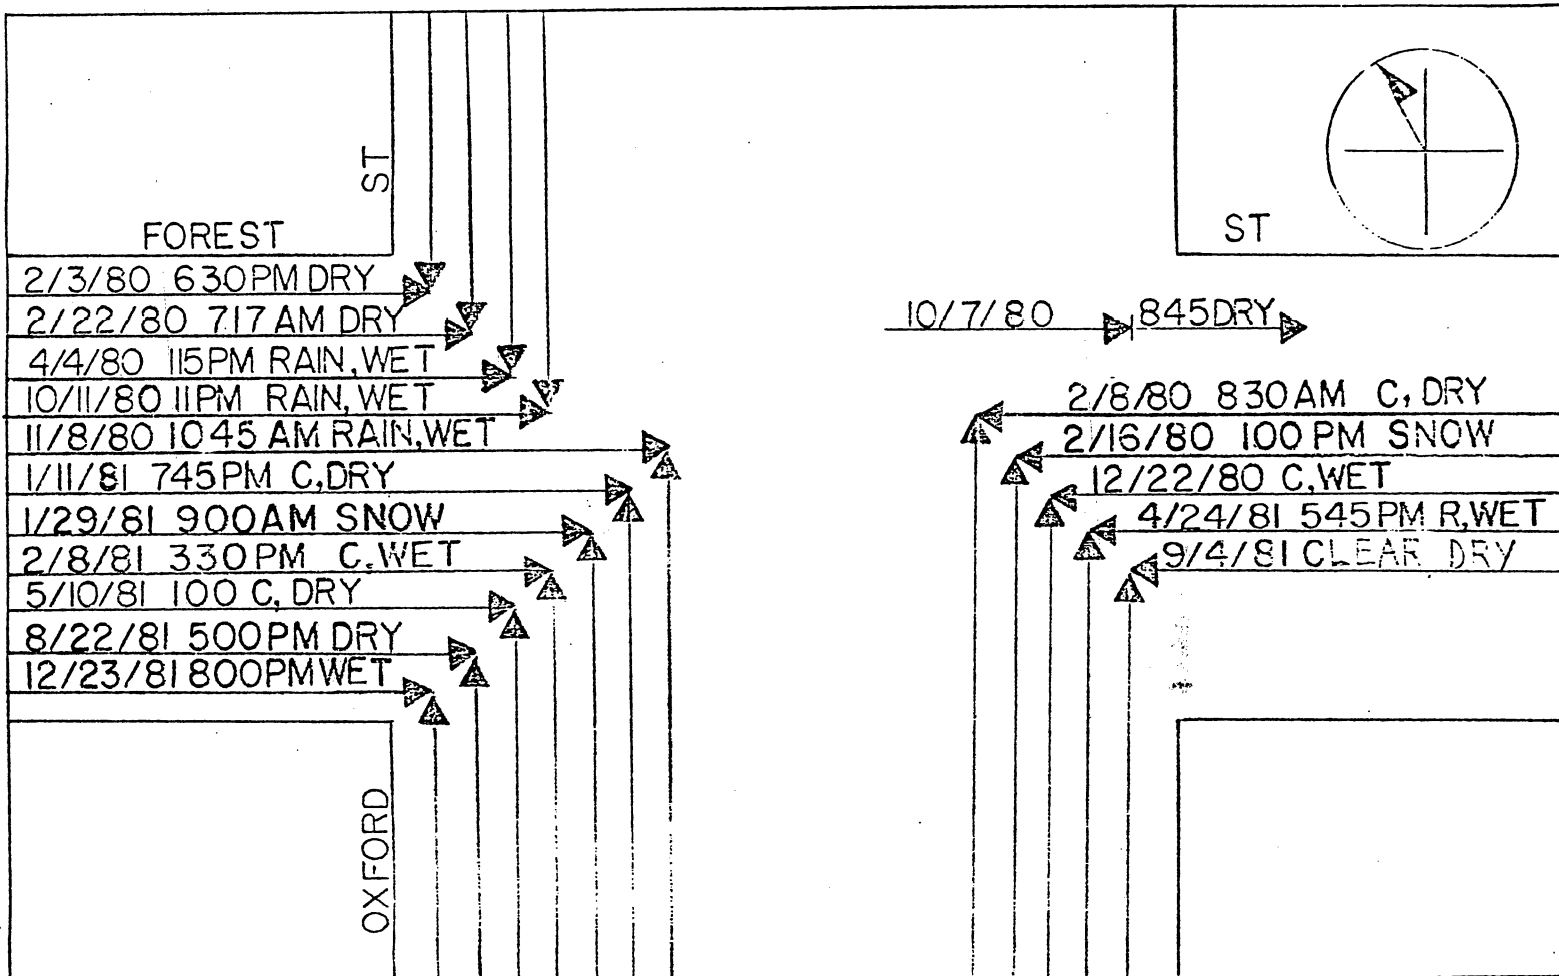 ST
FOREST
ST
2/3/80 630PM DRY
2/22/80 717 AM DRY
4/4/80 115PM RAIN, WET
10/11/80 11PM RAIN, WET
11/8/80 1045 AM RAIN, WET
1/11/81 745PM C, DRY
1/29/81 900AM SNOW
2/8/81 330PM C. WET
5/10/81 100 C, DRY
8/22/81 500PM DRY
12/23/81 800PM WET
10/7/80 845DRY
2/8/80 830AM C, DRY
2/16/80 100 PM SNOW
12/22/80 C, WET
4/24/81 545PM R, WET
9/4/81 CLEAR DRY
OXFORD